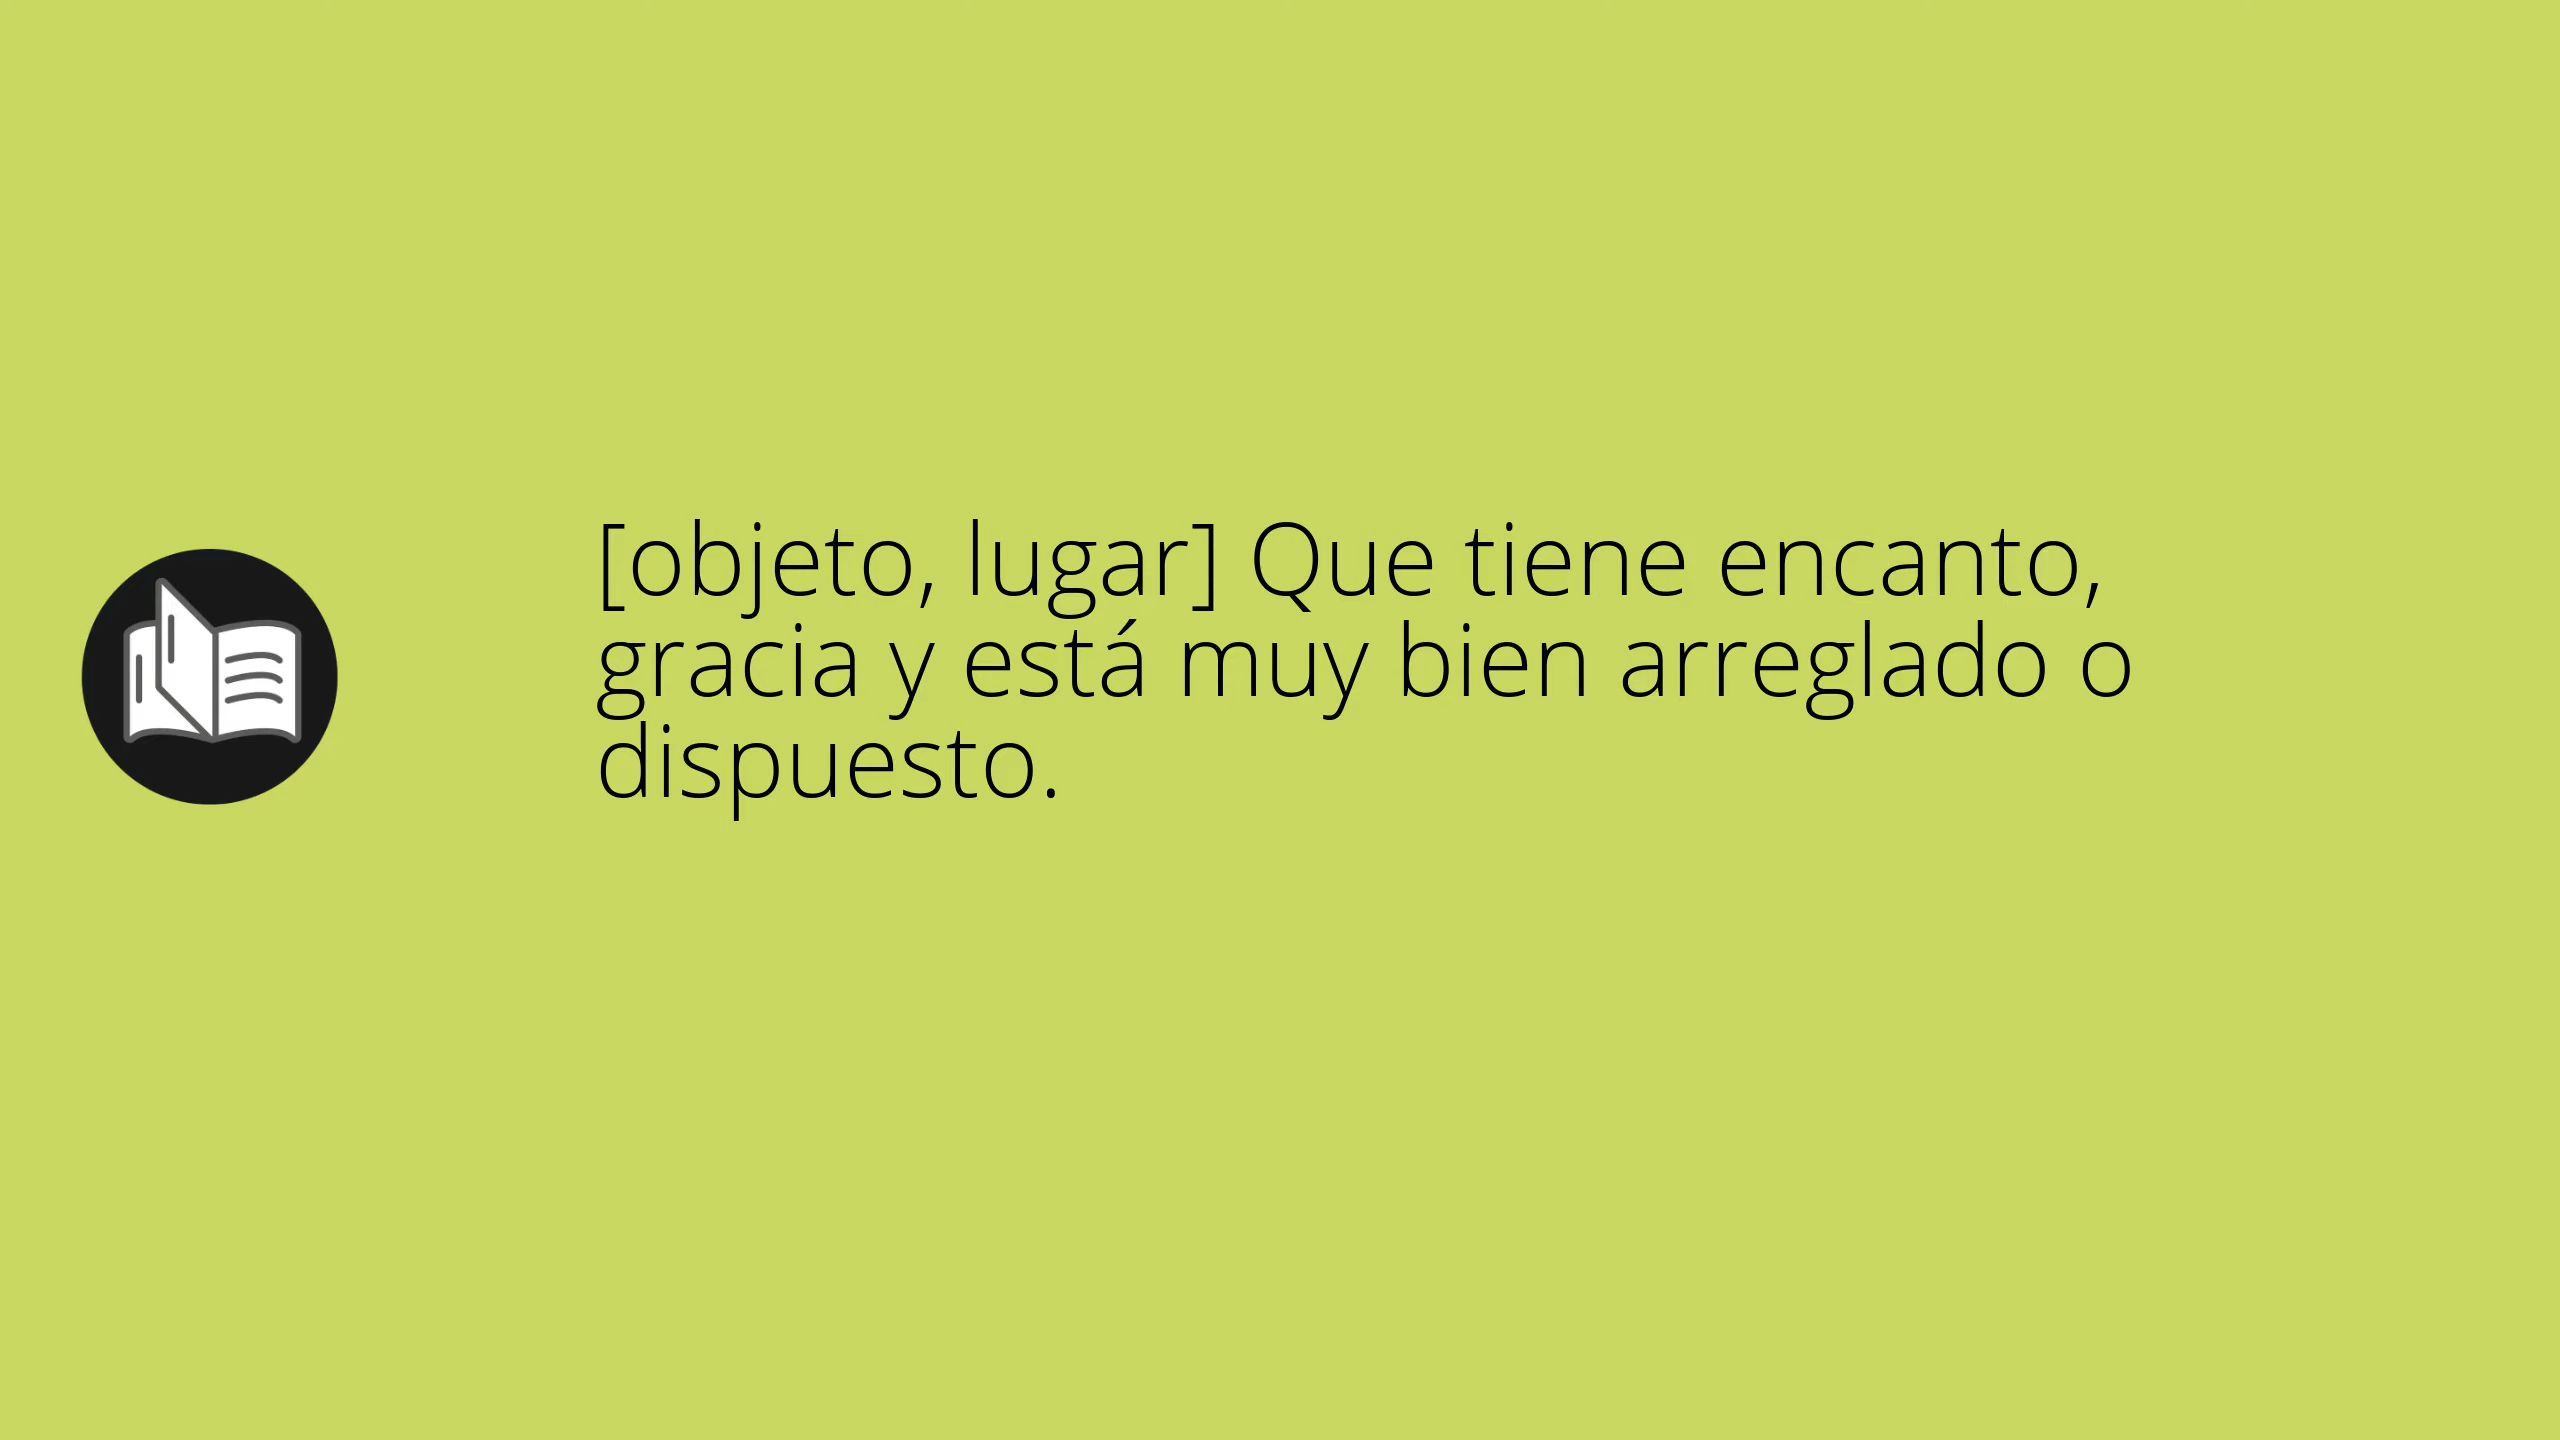 [objeto, lugar] Que tiene encanto,
gracia y está muy bien arreglado o
dispuesto.